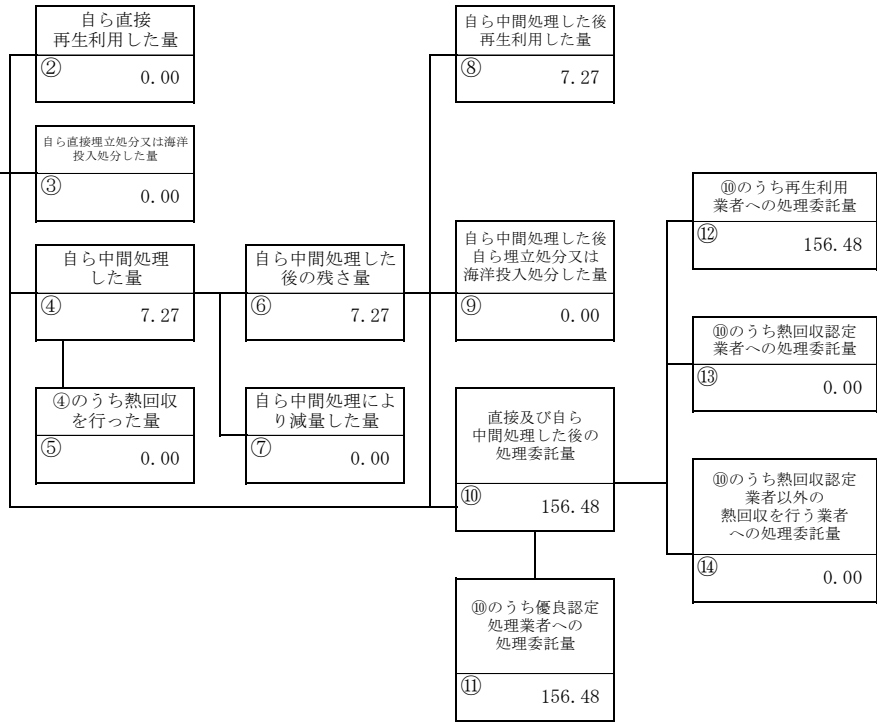 自ら直接
再生利用した量
②
0.00
自ら直接埋立処分又は海洋
投入処分した量
③
0.00
自ら中間処理
した量
④
7.27
④のうち熱回収
を行った量
⑤
0.00
自ら中間処理した
後の残さ量
⑥
7.27
自ら中間処理によ
り減量した量
⑦
0.00
自ら中間処理した後
再生利用した量
⑧
7.27
自ら中間処理した後
自ら埋立処分又は
海洋投入処分した量
⑨
0.00
直接及び自ら
中間処理した後の
処理委託量
⑩
156.48
⑩のうち優良認定
処理業者への
処理委託量
⑪
156.48
⑩のうち再生利用
業者への処理委託量
⑫
156.48
⑩のうち熱回収認定
業者への処理委託量
⑬
0.00
⑩のうち熱回収認定
業者以外の
熱回収を行う業者
への処理委託量
⑭
0.00